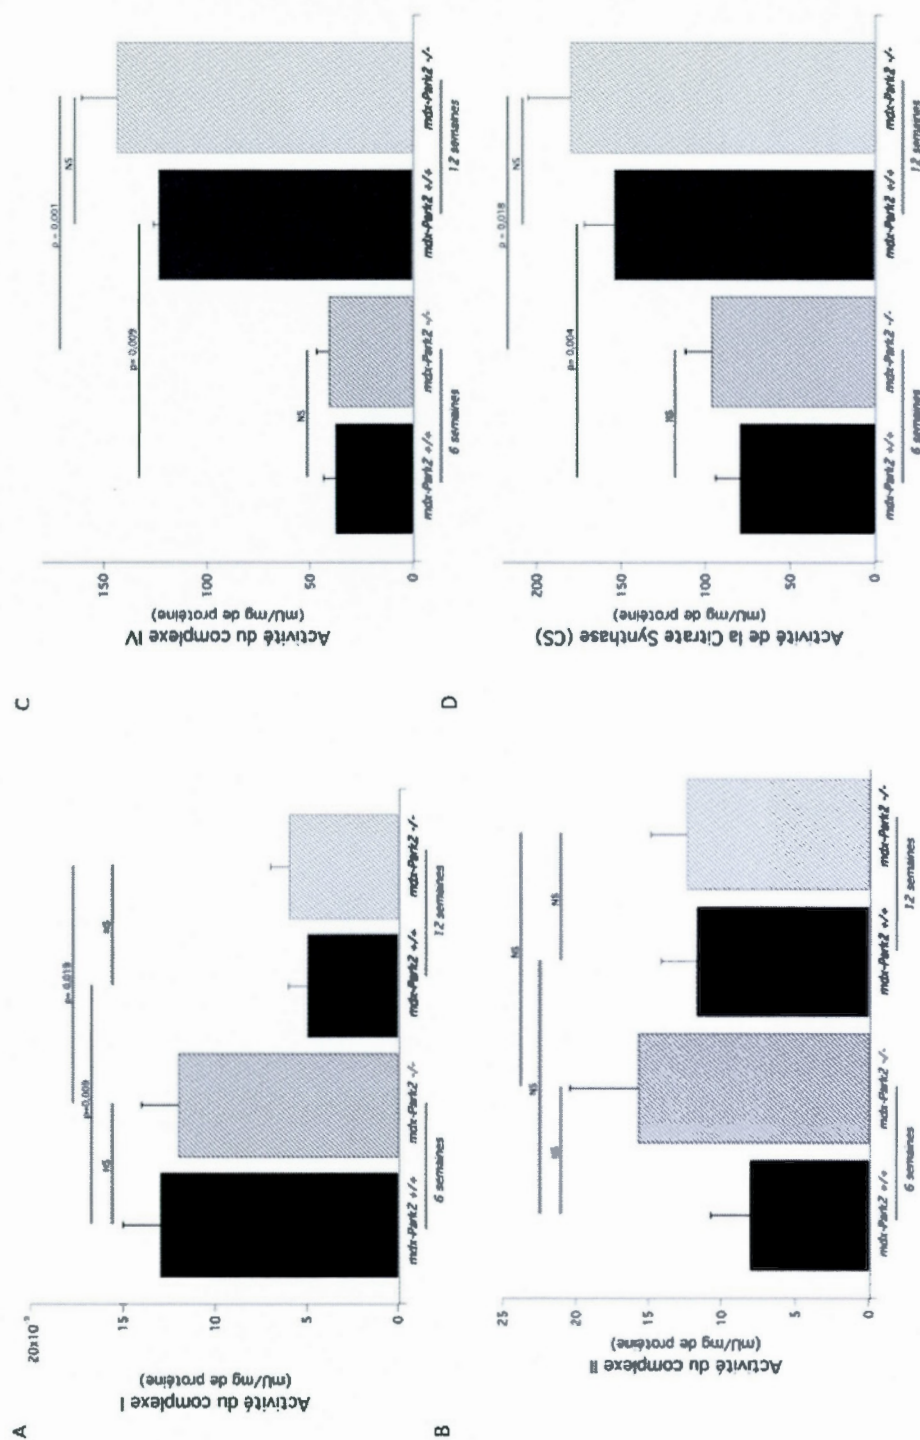 A
Activité du complexe I
(mU/mg de protéine)
20x10⁻³
15
10
5
0
p= 0,019
p=0,009
NS
NS
mdx-Park2 +/+
mdx-Park2 -/-
mdx-Park2 +/+
mdx-Park2 -/-
6 semaines
12 semaines
B
Activité du complexe II
(mU/mg de protéine)
25
20
15
10
5
0
NS
NS
NS
NS
mdx-Park2 +/+
mdx-Park2 -/-
mdx-Park2 +/+
mdx-Park2 -/-
6 semaines
12 semaines
C
Activité du complexe IV
(mU/mg de protéine)
150
100
50
0
p = 0,001
NS
p= 0,009
NS
mdx-Park2 +/+
mdx-Park2 -/-
mdx-Park2 +/+
mdx-Park2 -/-
6 semaines
12 semaines
D
Activité de la Citrate Synthase (CS)
(mU/mg de protéine)
200
150
100
50
0
p = 0,018
NS
p= 0,004
NS
mdx-Park2 +/+
mdx-Park2 -/-
mdx-Park2 +/+
mdx-Park2 -/-
6 semaines
12 semaines